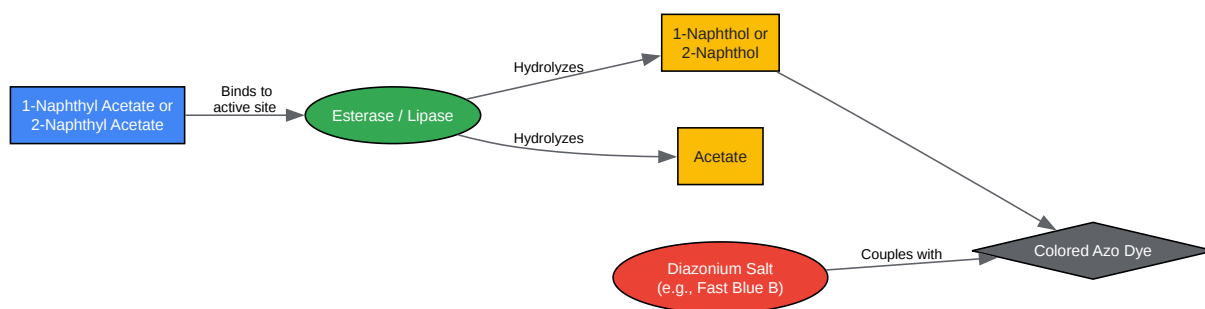 1-Naphthyl Acetate or
2-Naphthyl Acetate
Binds to
active site
Esterase / Lipase
Hydrolyzes
1-Naphthol or
2-Naphthol
Hydrolyzes
Acetate
Diazonium Salt
(e.g., Fast Blue B)
Couples with
Colored Azo Dye